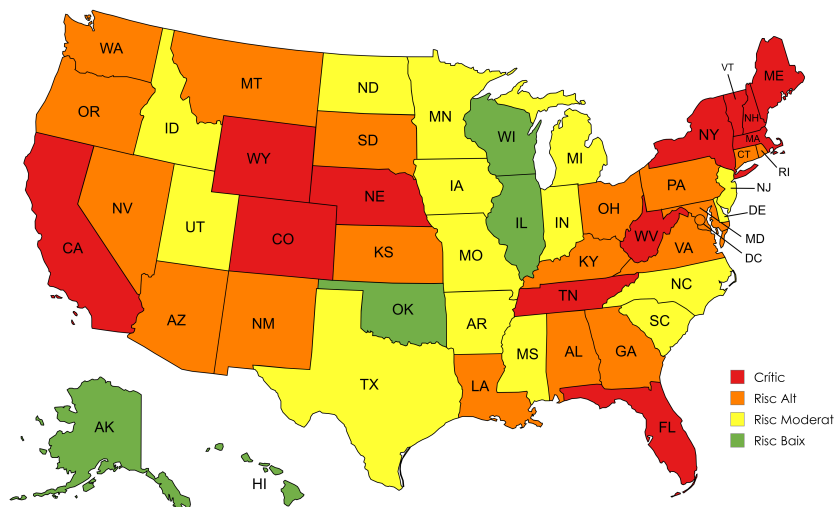 VT
ME
WA
MT
ND
MN
NH
OR
WI
NY
MA
ID
SD
MI
CT
WY
RI
IA
PA
NJ
NE
NV
OH
DE
UT
IL
IN
WV
MD
CO
CA
KS
MO
KY
VA
DC
NC
TN
OK
AZ
NM
AR
SC
MS
AL
GA
TX
LA
Crític
Risc Alt
Risc Moderat
Risc Baix
AK
FL
HI